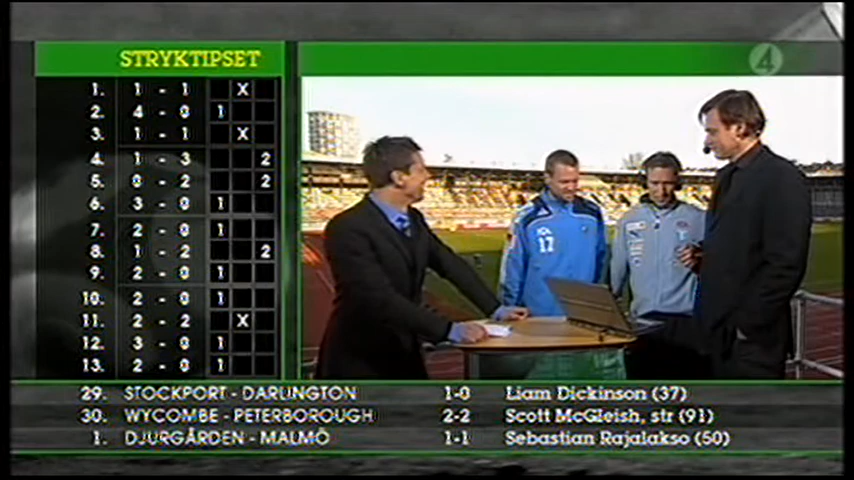 STRYKTIPSET
4
1. 1 - 1 X
2. 4 - 0 1
3. 1 - 1 X
4. 1 - 3 2
5. 0 - 2 2
6. 3 - 0 1
7. 2 - 0 1
8. 1 - 2 2
9. 2 - 0 1
10. 2 - 0 1
11. 2 - 2 X
12. 3 - 0 1
13. 2 - 0 1
12
29. STOCKPORT - DARLINGTON 1-0 Liam Dickinson (37)
30. WYCOMBE - PETERBOROUGH 2-2 Scott McGleish, str (91)
1. DJURGÅRDEN - MALMÖ 1-1 Sebastian Rajalakso (50)